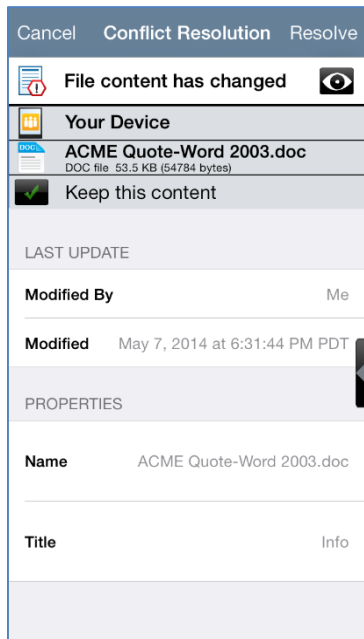 Cancel Conflict Resolution Resolve
File content has changed
Your Device
DOC
ACME Quote-Word 2003.doc
DOC file 53.5 KB (54784 bytes)
Keep this content
LAST UPDATE
Modified By Me
Modified May 7, 2014 at 6:31:44 PM PDT
PROPERTIES
Name ACME Quote-Word 2003.doc
Title Info